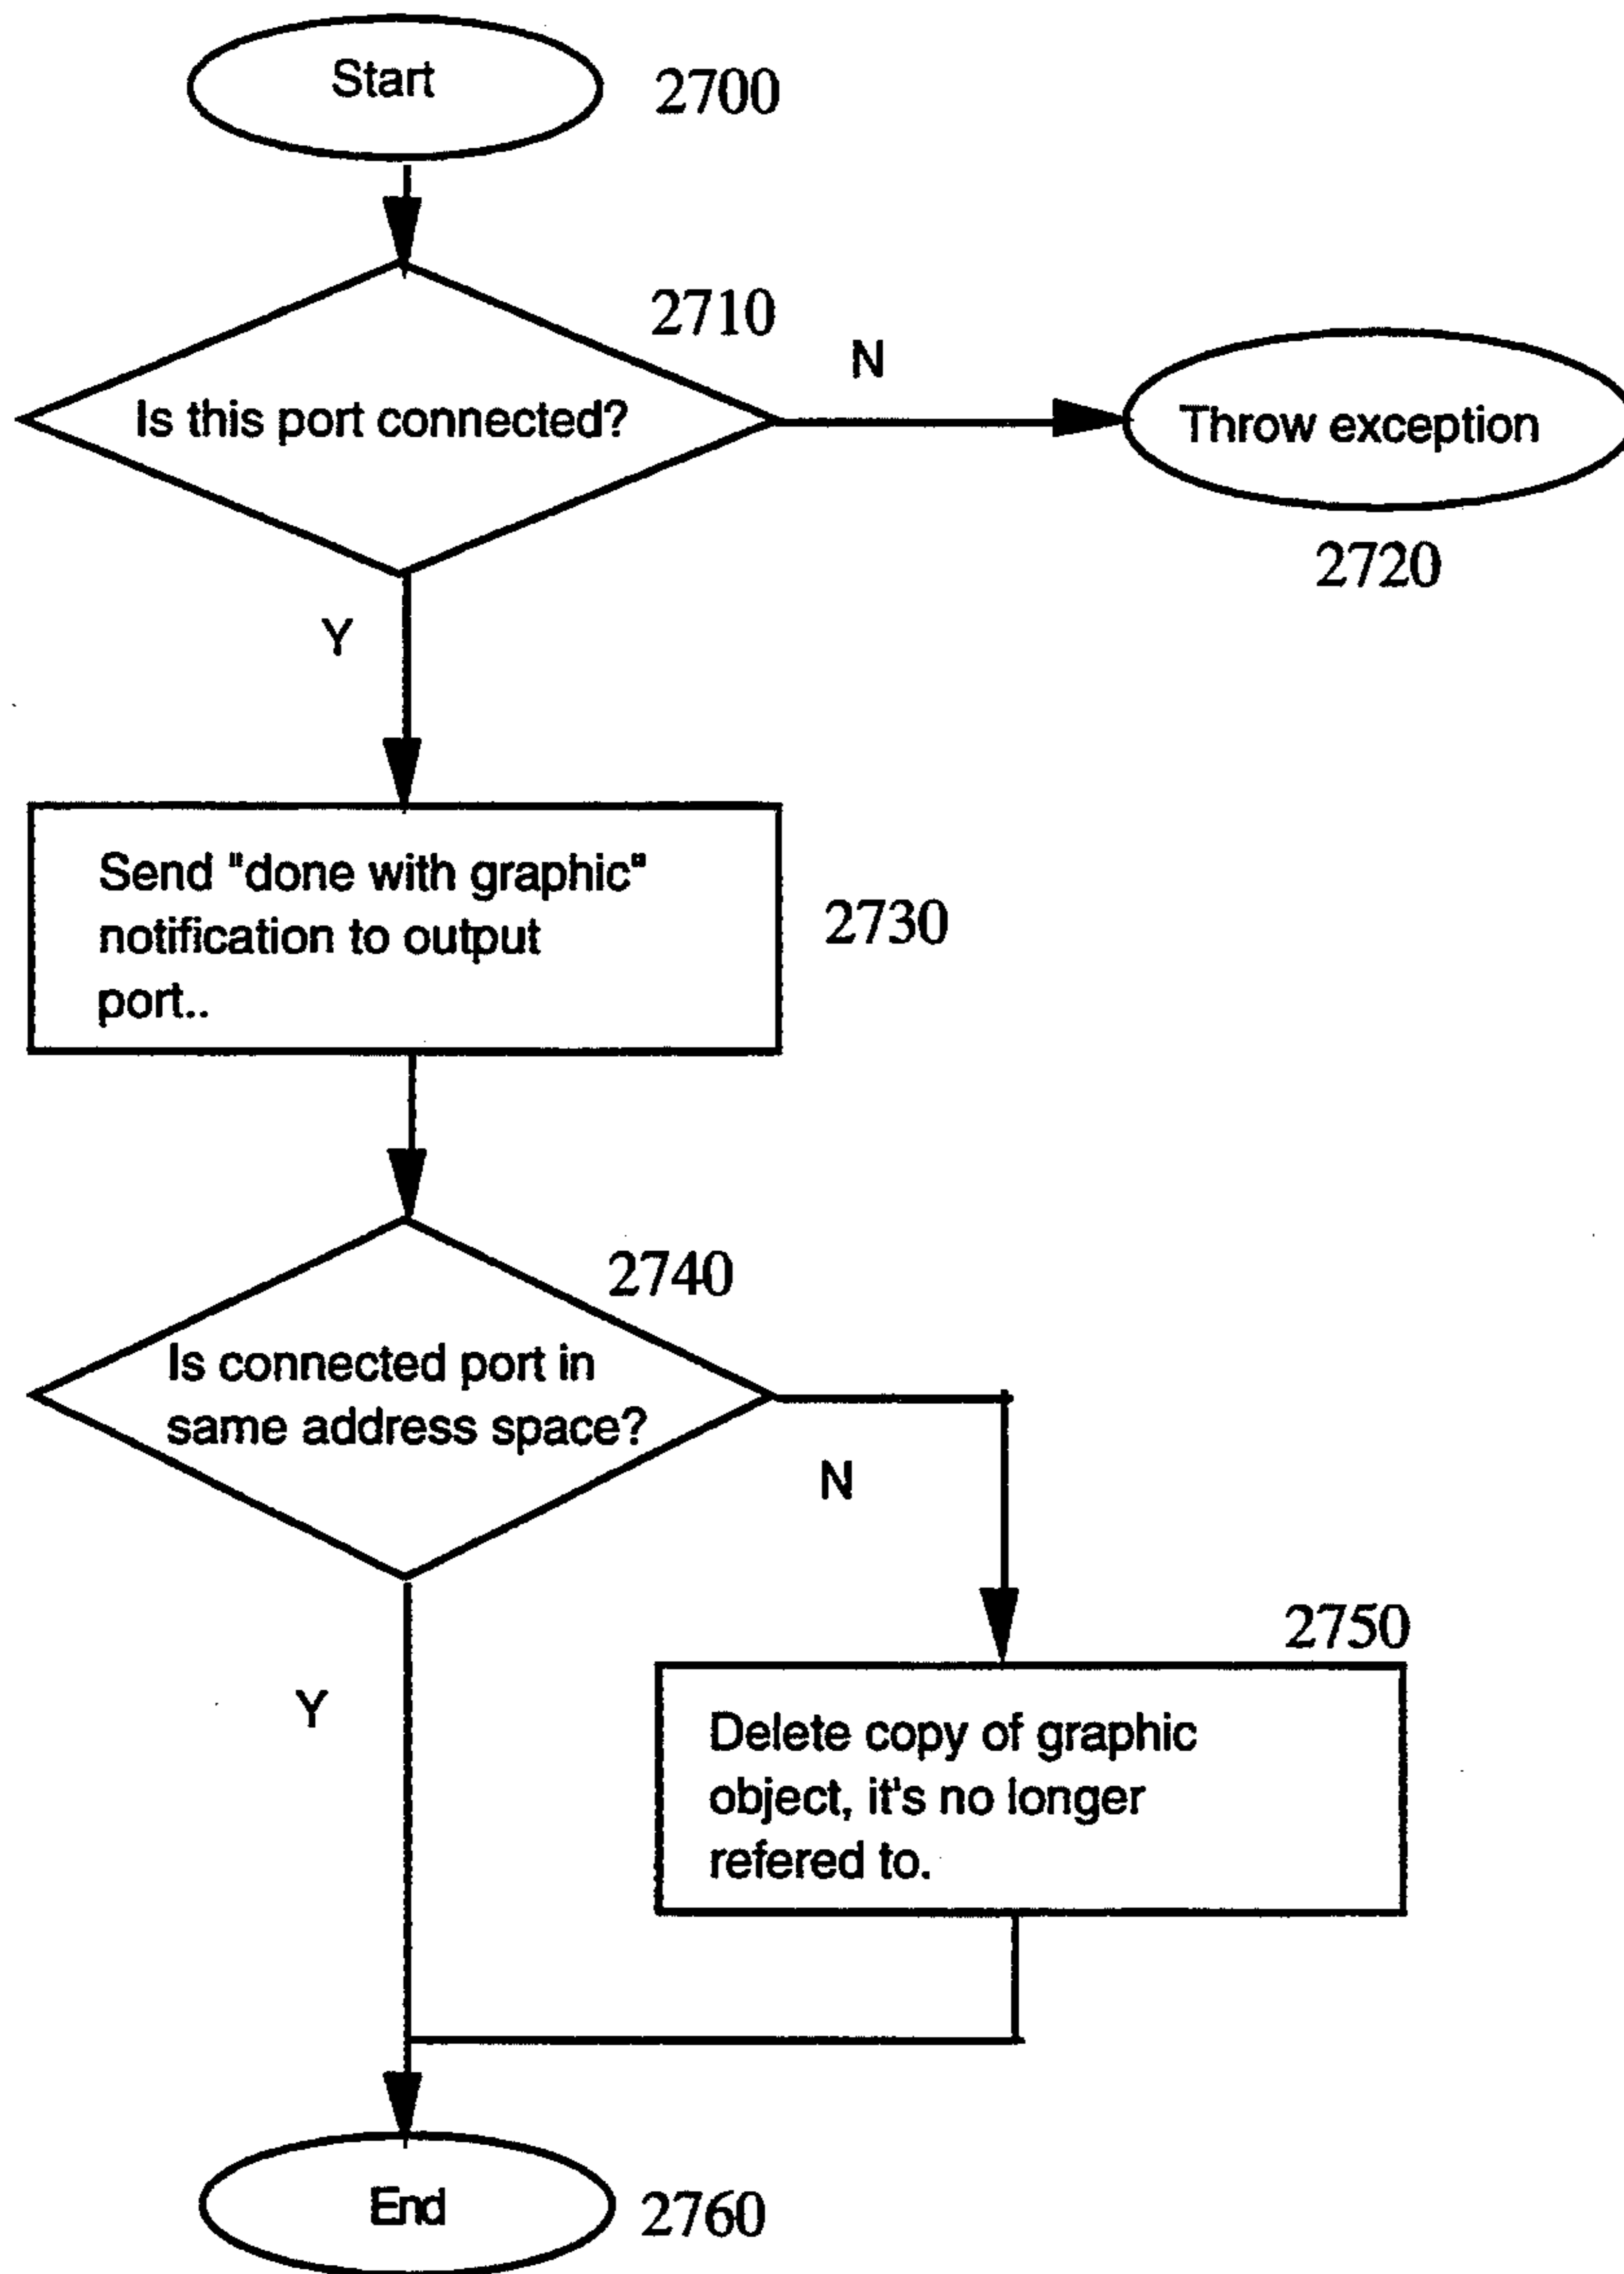 Start
2700
2710
N
Is this port connected?
Throw exception
2720
Y
Send "done with graphic"
notification to output
port..
2730
2740
Is connected port in
same address space?
N
2750
Y
Delete copy of graphic
object, it's no longer
refered to.
End
2760